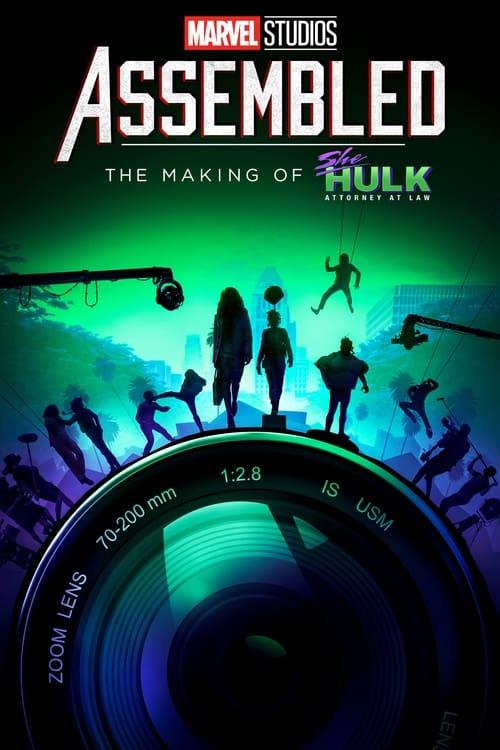 MARVEL STUDIOS
ASSEMBLED
THE MAKING OF She HULK
ATTORNEY AT LAW
ZOOM LENS 70-200 mm 1:2.8 IS USM
LENS